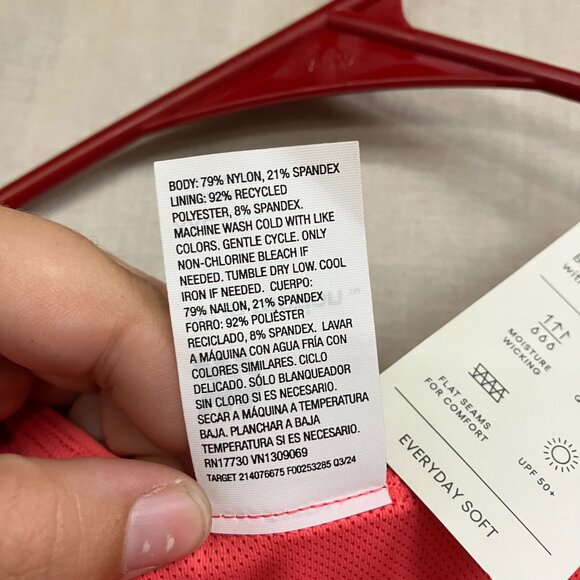 BODY: 79% NYLON, 21% SPANDEX
LINING: 92% RECYCLED
POLYESTER, 8% SPANDEX.
MACHINE WASH COLD WITH LIKE
COLORS. GENTLE CYCLE. ONLY
NON-CHLORINE BLEACH IF
NEEDED. TUMBLE DRY LOW. COOL
IRON IF NEEDED. CUERPO:
79% NAILON, 21% SPANDEX
FORRO: 92% POLIÉSTER
RECICLADO, 8% SPANDEX. LAVAR
A MÁQUINA CON AGUA FRÍA CON
COLORES SIMILARES. CICLO
DELICADO. SÓLO BLANQUEADOR
SIN CLORO SI ES NECESARIO.
SECAR A MÁQUINA A TEMPERATURA
BAJA. PLANCHAR A BAJA
TEMPERATURA SI ES NECESARIO.
RN17730 VN1309069
TARGET 214076675 F00253285 Q3/24
MOISTURE
WICKING
FLAT SEAMS
FOR COMFORT
UPF 50+
EVERYDAY SOFT